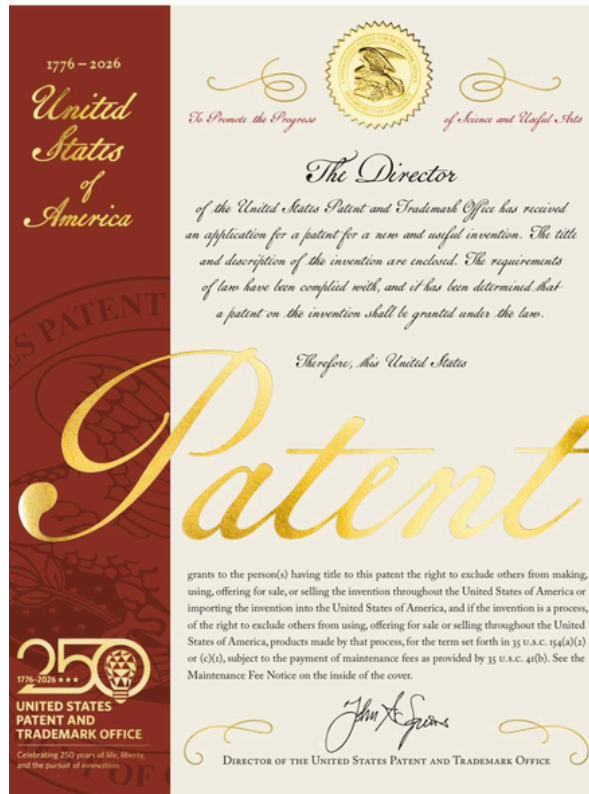 1776 – 2026
United
States
of
America
To Promote the Progress
of Science and Useful Arts
The Director
of the United States Patent and Trademark Office has received
an application for a patent for a new and useful invention. The title
and description of the invention are enclosed. The requirements
of law have been complied with, and it has been determined that
a patent on the invention shall be granted under the law.
Therefore, this United States
Patent
grants to the person(s) having title to this patent the right to exclude others from making,
using, offering for sale, or selling the invention throughout the United States of America or
importing the invention into the United States of America, and if the invention is a process,
of the right to exclude others from using, offering for sale or selling throughout the United
States of America, products made by that process, for the term set forth in 35 U.S.C. 154(a)(2)
or (c)(1), subject to the payment of maintenance fees as provided by 35 U.S.C. 41(b). See the
Maintenance Fee Notice on the inside of the cover.
DIRECTOR OF THE UNITED STATES PATENT AND TRADEMARK OFFICE
S PATENT
250
1776-2026 ★★★
UNITED STATES
PATENT AND
TRADEMARK OFFICE
Celebrating 250 years of life, liberty,
and the pursuit of innovation